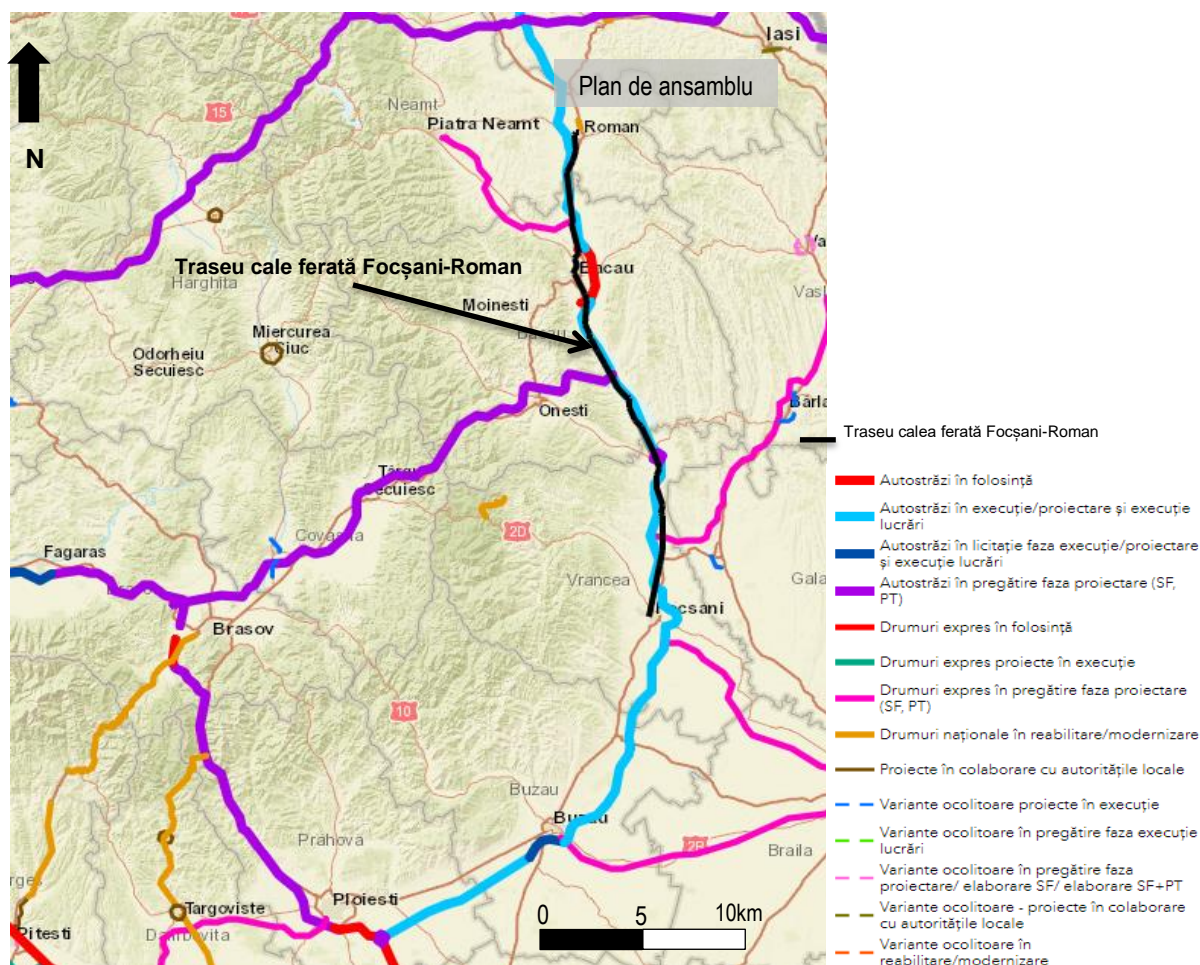 Iasi
Plan de ansamblu
Neamt
15
Piatra Neamt
Roman
N
Traseu cale ferată Focșani-Roman
Bacau
Harghita
Moinesti
Bacau
Vasl
Miercurea
Ciuc
Odorheiu
Secuiesc
Onesti
Bârla
Traseu calea ferată Focșani-Roman
Târgu
Secuiesc
2D
Covasna
Fagaras
Vrancea
Gala
Focsani
Brasov
10
Buzau
Buzau
Prahova
2B
Braila
Ploiesti
Targoviste
0 5 10km
Pitesti
Dambovita
Autostrăzi în folosință
Autostrăzi în execuție/proiectare și execuție
lucrări
Autostrăzi în licitație faza execuție/proiectare
și execuție lucrări
Autostrăzi în pregătire faza proiectare (SF,
PT)
Drumuri expres în folosință
Drumuri expres proiecte în execuție
Drumuri expres în pregătire faza proiectare
(SF, PT)
Drumuri naționale în reabilitare/modernizare
Proiecte în colaborare cu autoritățile locale
Variante ocolitoare proiecte în execuție
Variante ocolitoare în pregătire faza execuție
lucrări
Variante ocolitoare în pregătire faza
proiectare/ elaborare SF/ elaborare SF+PT
Variante ocolitoare - proiecte în colaborare
cu autoritățile locale
Variante ocolitoare în
reabilitare/modernizare